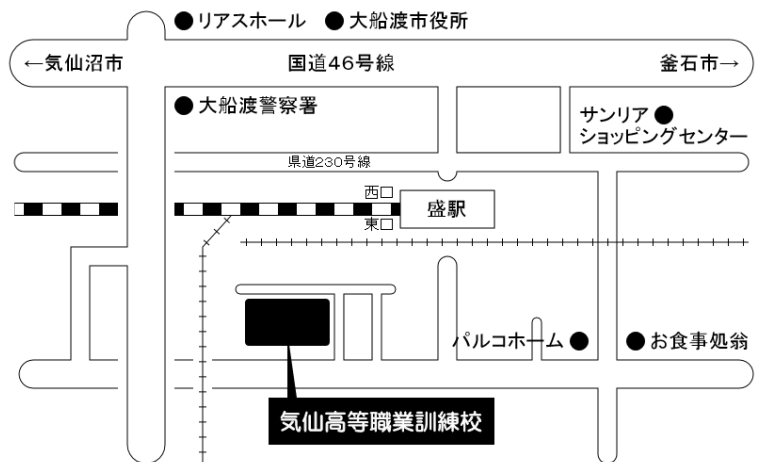 ●リアスホール ●大船渡市役所
←気仙沼市 国道46号線 釜石市→
●大船渡警察署
サンリア●
ショッピングセンター
県道230号線
西口
盛駅
東口
パルコホーム● ●お食事処翁
気仙高等職業訓練校